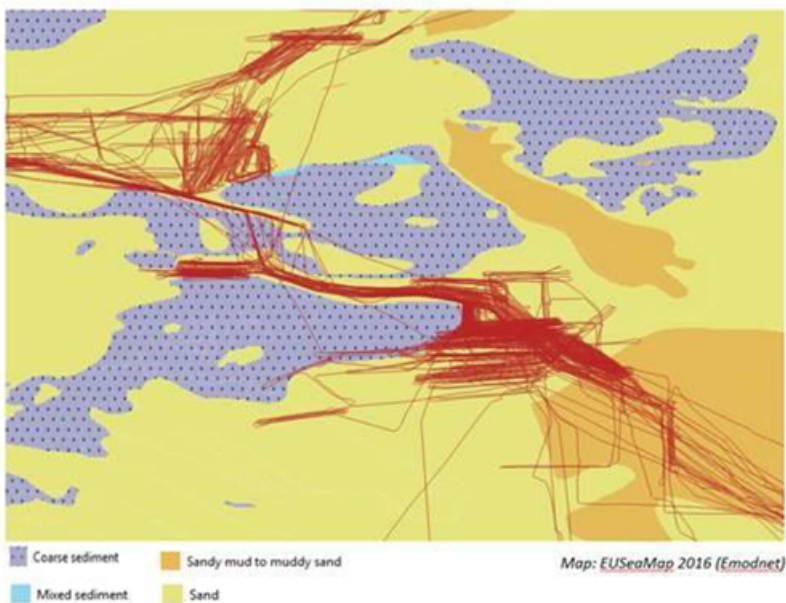 Coarse sediment
Sandy mud to muddy sand
Map: EUSeaMap 2016 (Emodnet)
Mixed sediment
Sand